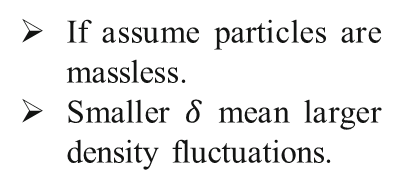 ➢ If assume particles are
massless.
➢ Smaller δ mean larger
density fluctuations.